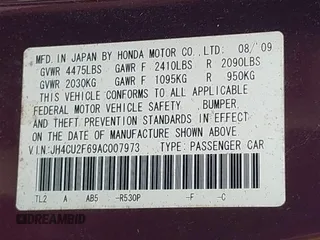 MFD. IN JAPAN BY HONDA MOTOR CO., LTD. 08/'09
GVWR 4475LBS GAWR F 2410LBS R 2090LBS
GVWR 2030KG GAWR F 1095KG R 950KG
THIS VEHICLE CONFORMS TO ALL APPLICABLE
FEDERAL MOTOR VEHICLE SAFETY, BUMPER,
AND THEFT PREVENTION STANDARDS IN EFFECT
ON THE DATE OF MANUFACTURE SHOWN ABOVE.
V.I.N:JH4CU2F69AC007973 TYPE: PASSENGER CAR
TL2 A AB5 -R530P -F -C
DREAMBID